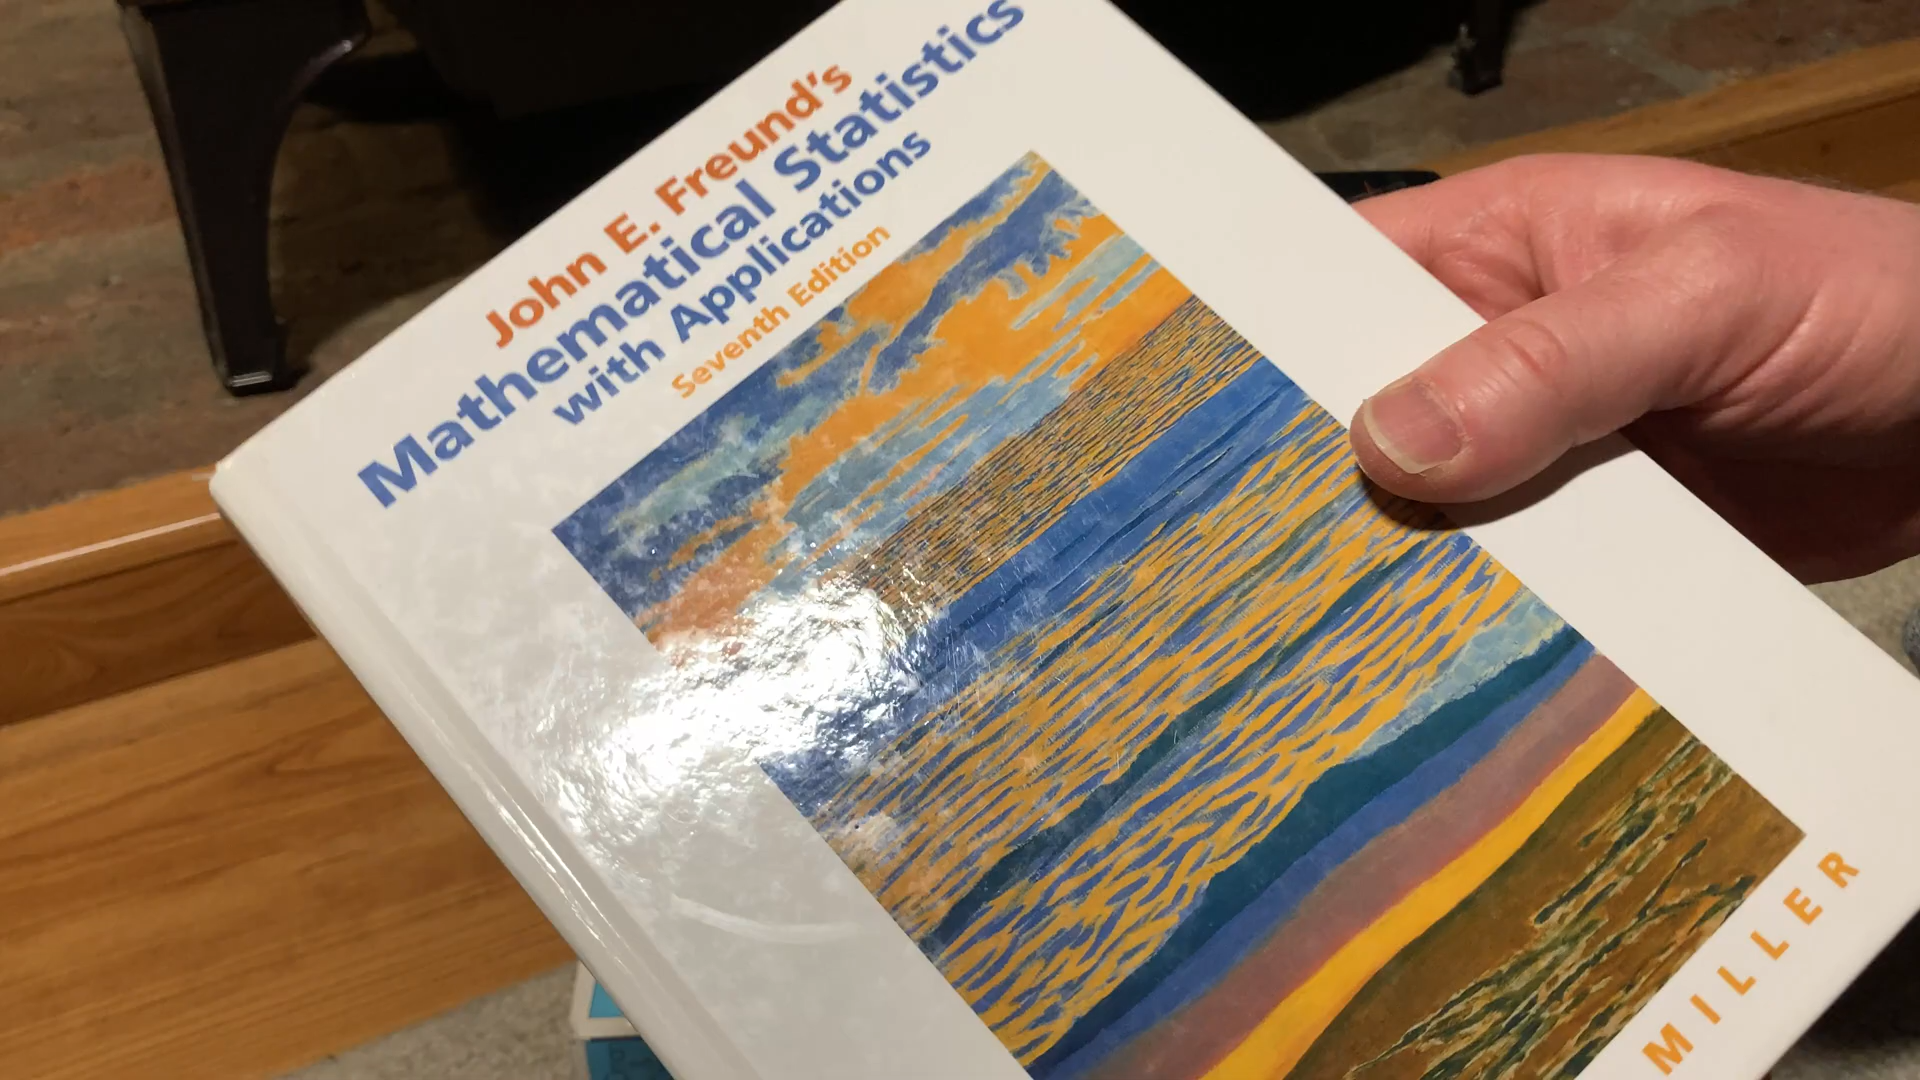 John E. Freund's
Mathematical Statistics
with Applications
Seventh Edition
MILLER